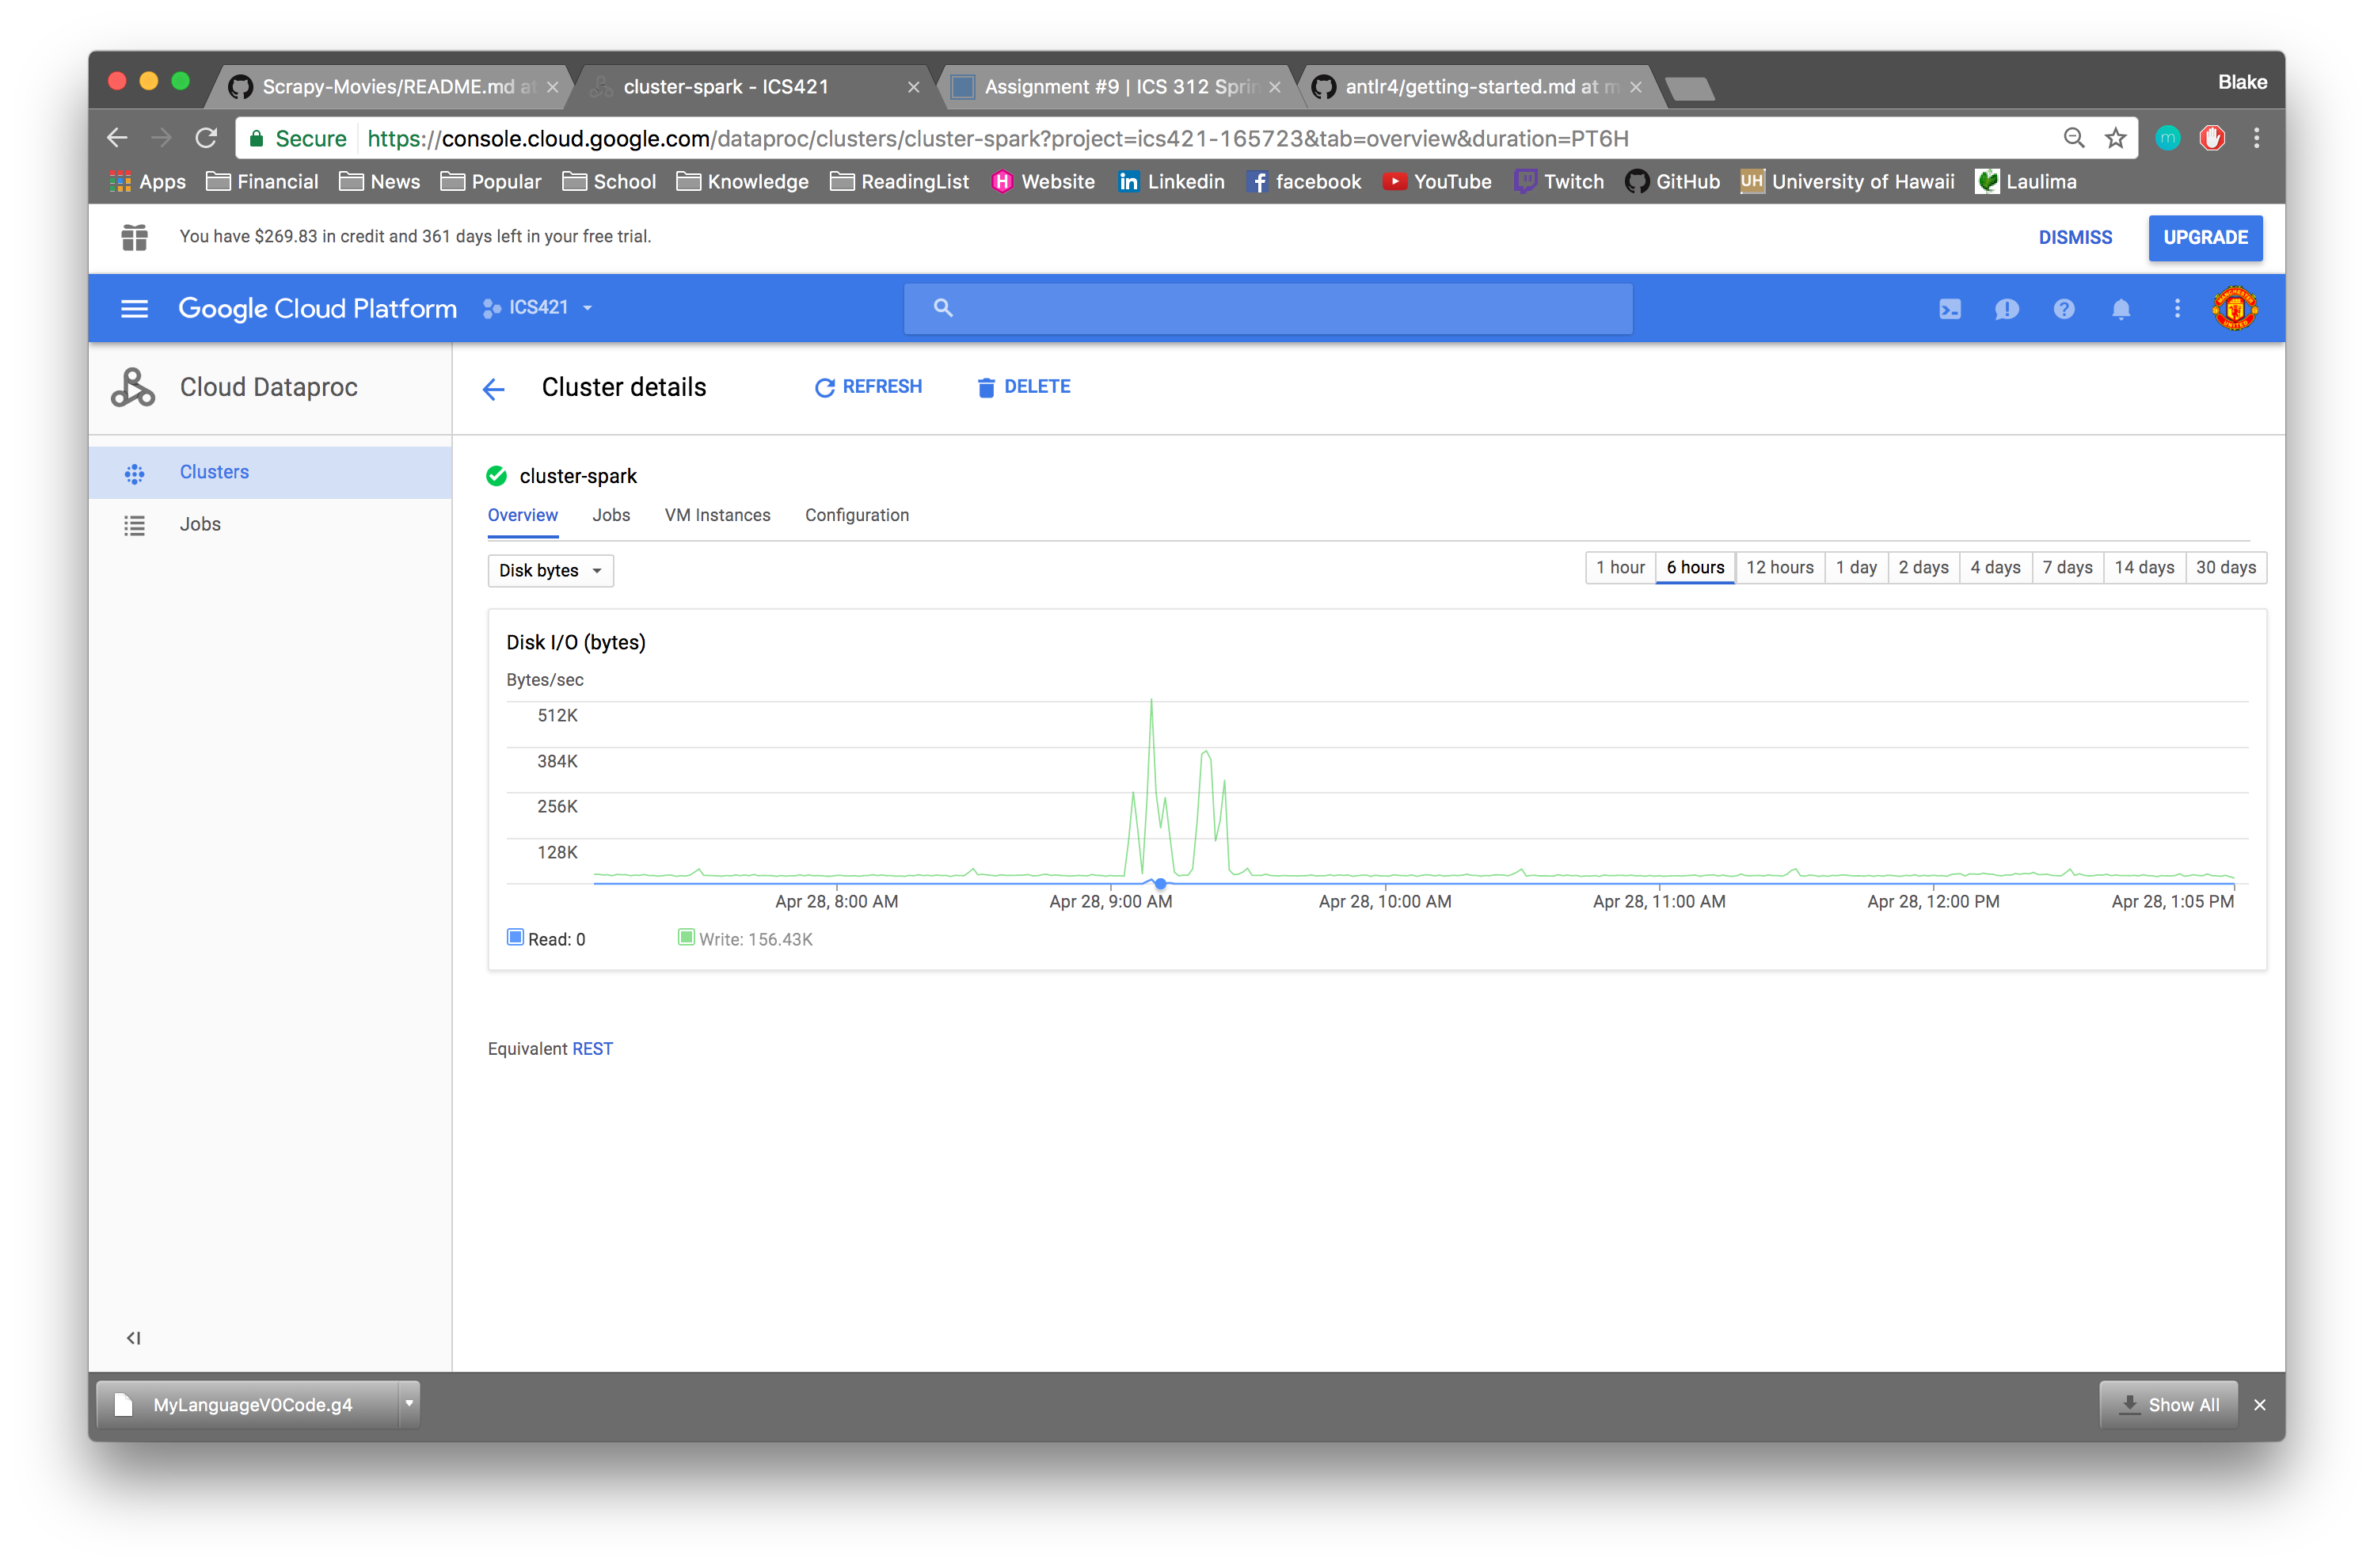 Scrapy-Movies/README.md at
cluster-spark - ICS421
Assignment #9 | ICS 312 Sprin
antlr4/getting-started.md at m
Blake
Secure
https://console.cloud.google.com/dataproc/clusters/cluster-spark?project=ics421-165723&tab=overview&duration=PT6H
Apps Financial News Popular School Knowledge ReadingList Website Linkedin facebook YouTube Twitch GitHub University of Hawaii Laulima
You have $269.83 in credit and 361 days left in your free trial.
DISMISS
UPGRADE
Google Cloud Platform
ICS421
Cloud Dataproc
Cluster details
REFRESH
DELETE
Clusters
Jobs
cluster-spark
Overview Jobs VM Instances Configuration
Disk bytes
1 hour 6 hours 12 hours 1 day 2 days 4 days 7 days 14 days 30 days
Disk I/O (bytes)
Bytes/sec
512K
384K
256K
128K
Apr 28, 8:00 AM Apr 28, 9:00 AM Apr 28, 10:00 AM Apr 28, 11:00 AM Apr 28, 12:00 PM Apr 28, 1:05 PM
Read: 0
Write: 156.43K
Equivalent REST
MyLanguageV0Code.g4
Show All